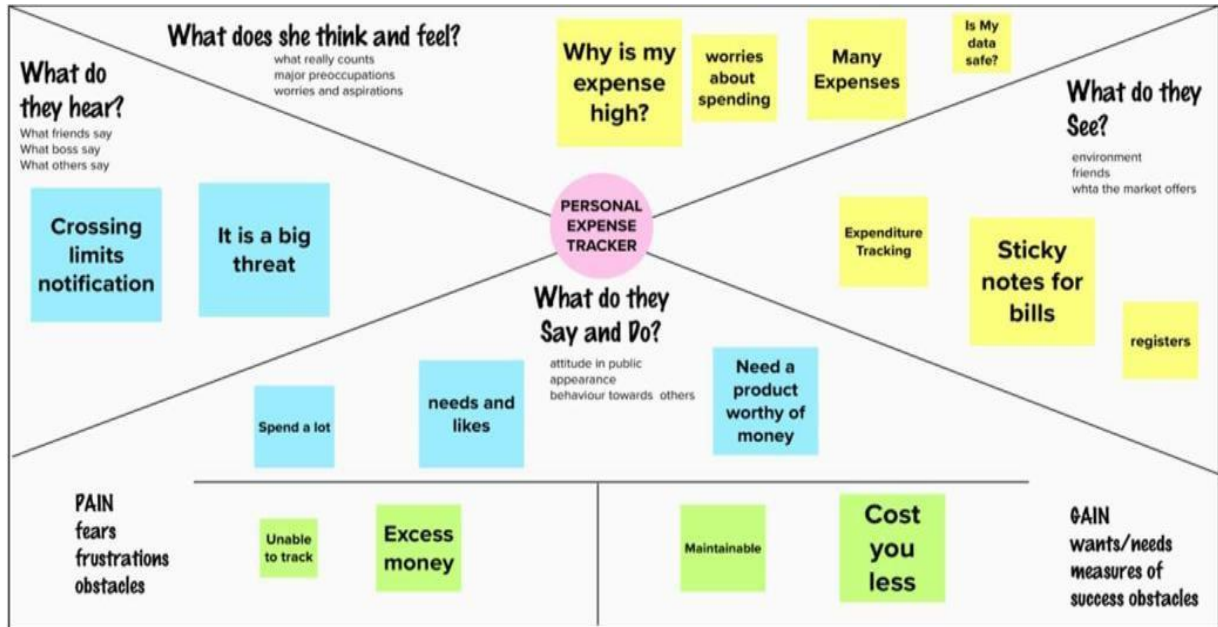 What does she think and feel?
what really counts
major preoccupations
worries and aspirations
Why is my
expense
high?
worries
about
spending
Many
Expenses
Is My
data
safe?
What do
they hear?
What friends say
What boss say
What others say
Crossing
limits
notification
It is a big
threat
PERSONAL
EXPENSE
TRACKER
What do they
See?
environment
friends
whta the market offers
Expenditure
Tracking
Sticky
notes for
bills
registers
What do they
Say and Do?
attitude in public
appearance
behaviour towards others
Spend a lot
needs and
likes
Need a
product
worthy of
money
PAIN
fears
frustrations
obstacles
Unable
to track
Excess
money
Maintainable
Cost
you
less
GAIN
wants/needs
measures of
success obstacles